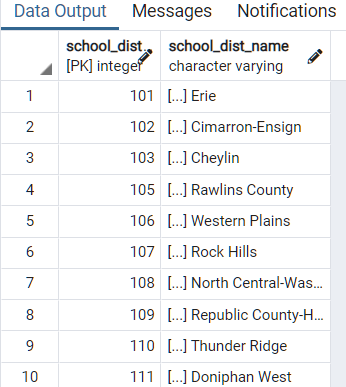 Data Output Messages Notifications
school_dist. school_dist_name
[PK] integer character varying
1 101 [...] Erie
2 102 [...] Cimarron-Ensign
3 103 [...] Cheylin
4 105 [...] Rawlins County
5 106 [...] Western Plains
6 107 [...] Rock Hills
7 108 [...] North Central-Was...
8 109 [...] Republic County-H...
9 110 [...] Thunder Ridge
10 111 [...] Doniphan West